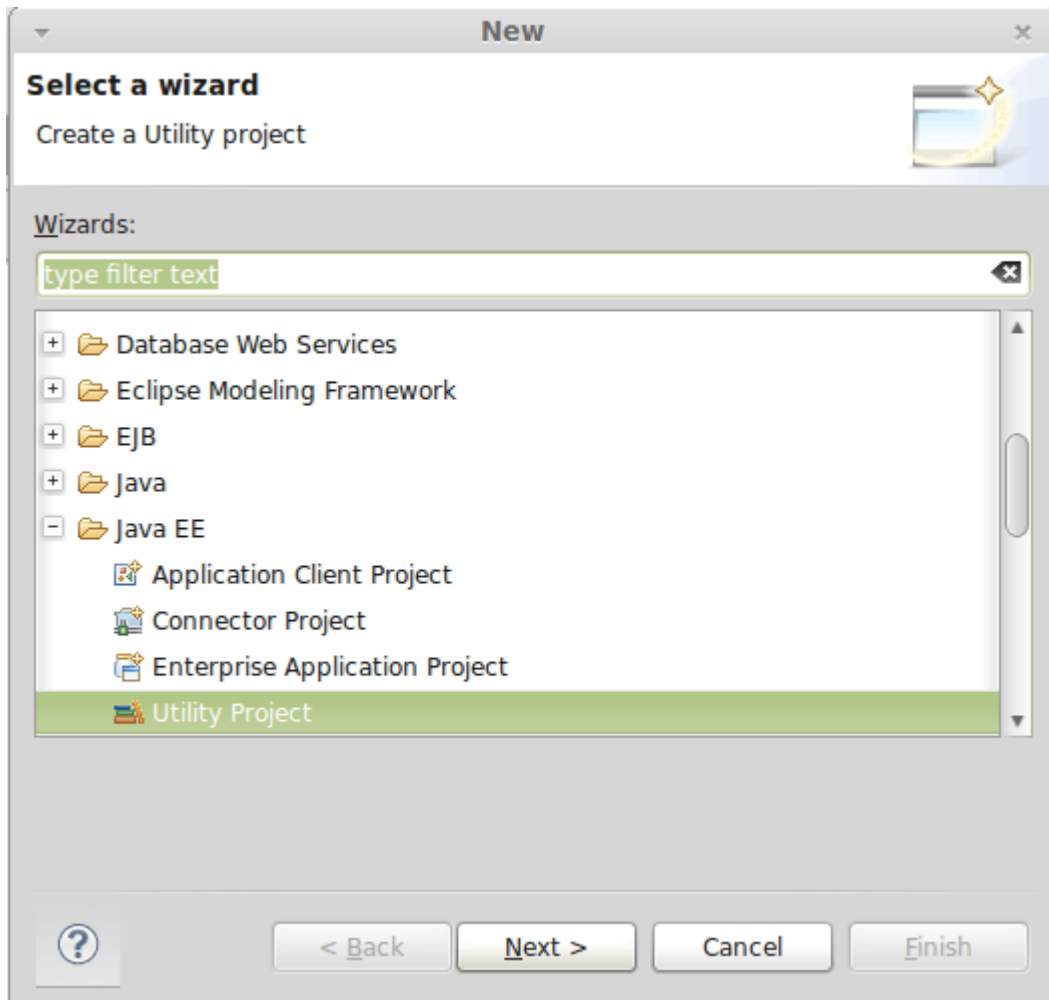 New
Select a wizard
Create a Utility project
Wizards:
type filter text
Database Web Services
Eclipse Modeling Framework
EJB
Java
Java EE
Application Client Project
Connector Project
Enterprise Application Project
Utility Project
? < Back Next > Cancel Finish